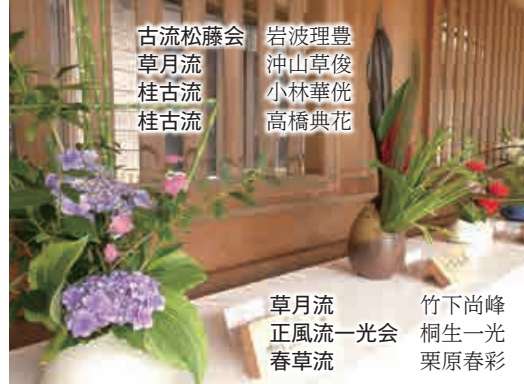 古流松藤会 岩波理豊
草月流 沖山草俊
桂古流 小林華侊
桂古流 高橋典花
草月流 竹下尚峰
正風流一光会 桐生一光
春草流 栗原春彩